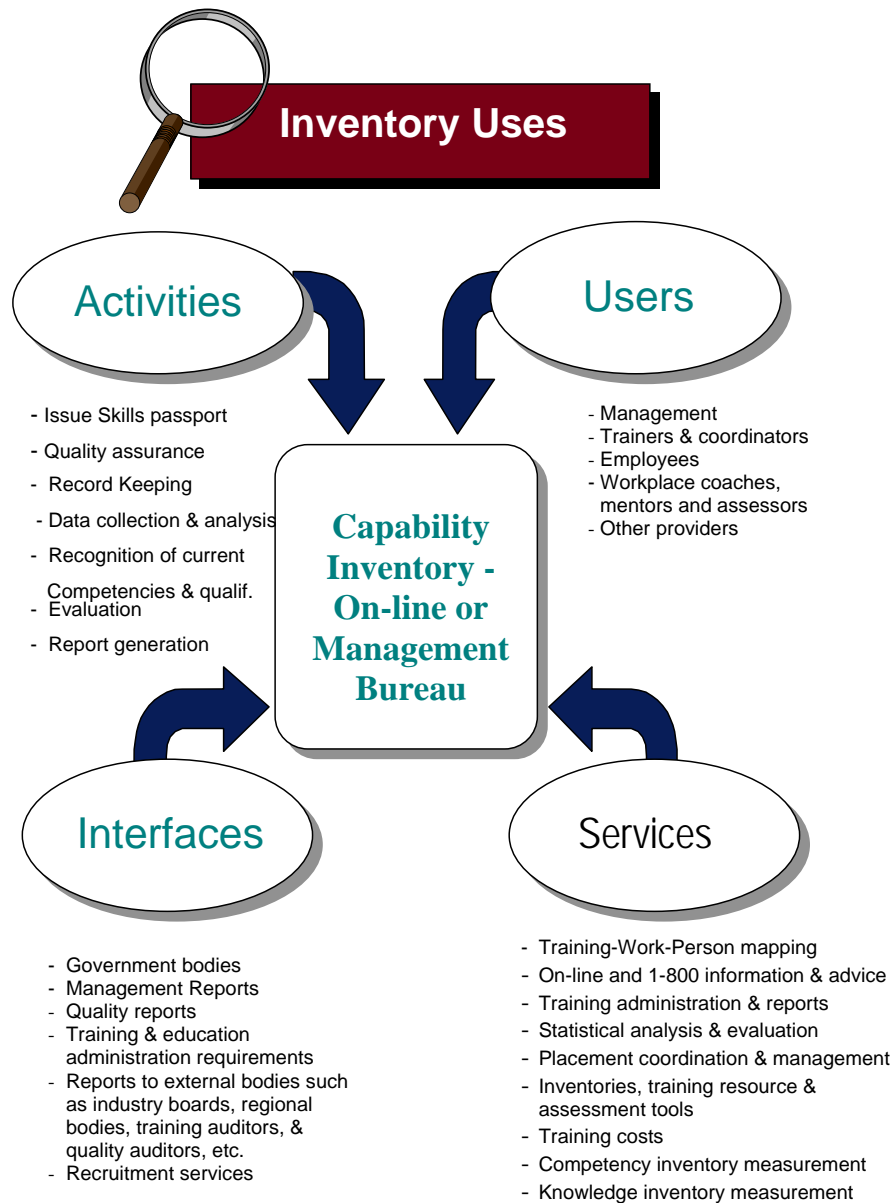 Inventory Uses
Activities
- Issue Skills passport
- Quality assurance
- Record Keeping
- Data collection & analysis
- Recognition of current
Competencies & qualif.
- Evaluation
- Report generation
Users
- Management
- Trainers & coordinators
- Employees
- Workplace coaches,
mentors and assessors
- Other providers
Capability
Inventory -
On-line or
Management
Bureau
Interfaces
- Government bodies
- Management Reports
- Quality reports
- Training & education
administration requirements
- Reports to external bodies such
as industry boards, regional
bodies, training auditors, &
quality auditors, etc.
- Recruitment services
Services
- Training-Work-Person mapping
- On-line and 1-800 information & advice
- Training administration & reports
- Statistical analysis & evaluation
- Placement coordination & management
- Inventories, training resource &
assessment tools
- Training costs
- Competency inventory measurement
- Knowledge inventory measurement